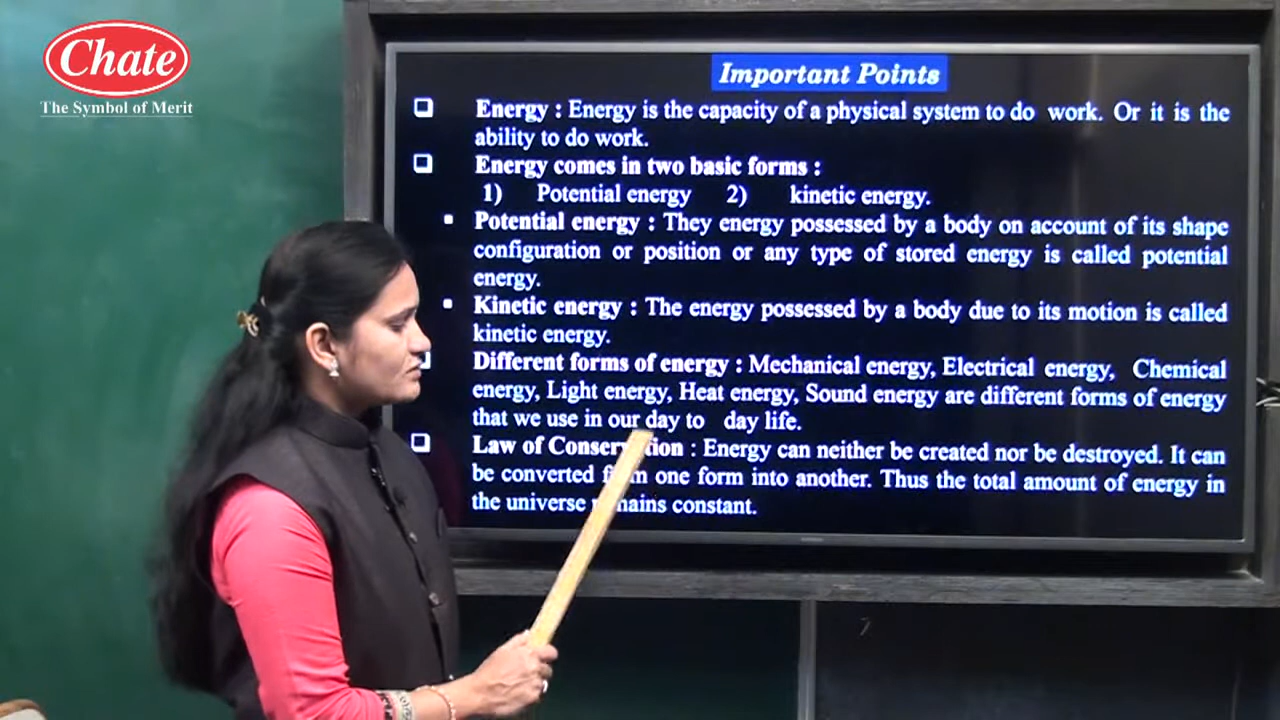 Chate
The Symbol of Merit
Important Points
Energy : Energy is the capacity of a physical system to do work. Or it is the
ability to do work.
Energy comes in two basic forms :
1) Potential energy 2) kinetic energy.
Potential energy : They energy possessed by a body on account of its shape
configuration or position or any type of stored energy is called potential
energy.
Kinetic energy : The energy possessed by a body due to its motion is called
kinetic energy.
Different forms of energy : Mechanical energy, Electrical energy, Chemical
energy, Light energy, Heat energy, Sound energy are different forms of energy
that we use in our day to day life.
Law of : Energy can neither be created nor be destroyed. It can
be converted one form into another. Thus the total amount of energy in
the universe constant.